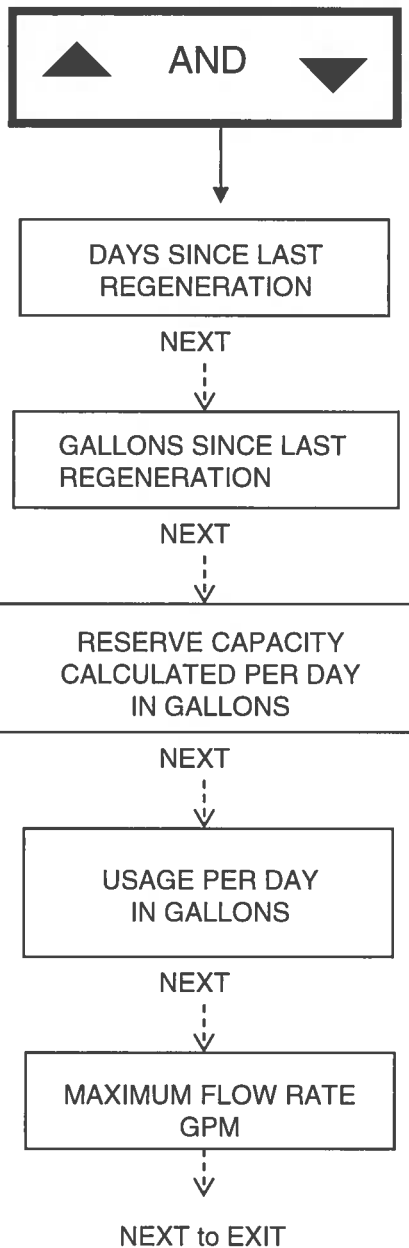 AND
DAYS SINCE LAST
REGENERATION
NEXT
GALLONS SINCE LAST
REGENERATION
NEXT
RESERVE CAPACITY
CALCULATED PER DAY
IN GALLONS
NEXT
USAGE PER DAY
IN GALLONS
NEXT
MAXIMUM FLOW RATE
GPM
NEXT to EXIT